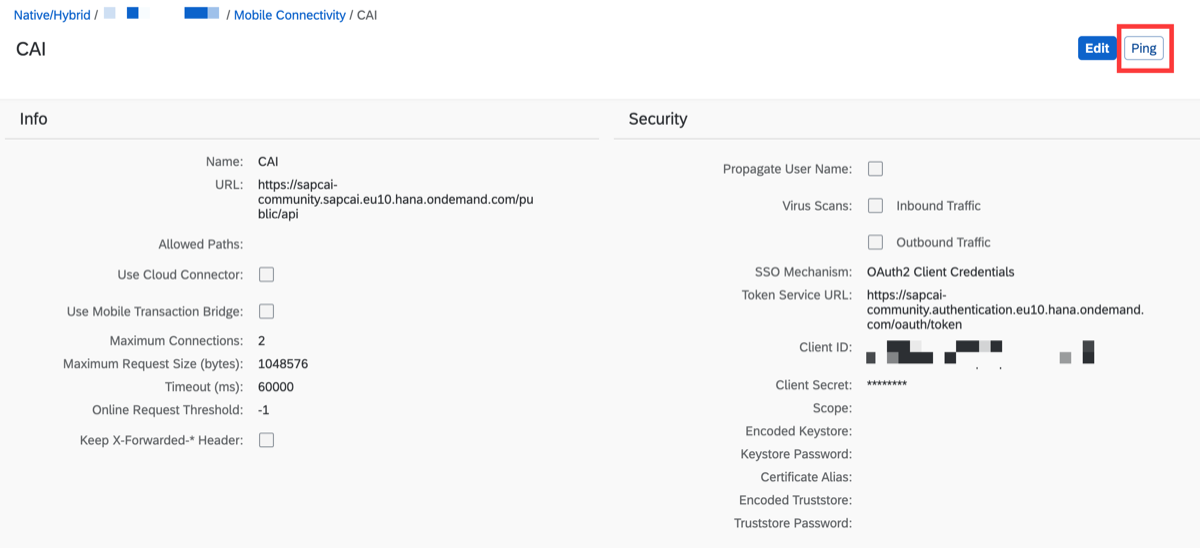 Native/Hybrid / / Mobile Connectivity / CAI
CAI
Edit
Ping
Info
Name: CAI
URL: https://sapcai-
community.sapcai.eu10.hana.ondemand.com/pu
blic/api
Allowed Paths:
Use Cloud Connector:
Use Mobile Transaction Bridge:
Maximum Connections: 2
Maximum Request Size (bytes): 1048576
Timeout (ms): 60000
Online Request Threshold: -1
Keep X-Forwarded-* Header:
Security
Propagate User Name:
Virus Scans: Inbound Traffic
Outbound Traffic
SSO Mechanism: OAuth2 Client Credentials
Token Service URL: https://sapcai-
community.authentication.eu10.hana.ondemand.
com/oauth/token
Client ID:
Client Secret: ********
Scope:
Encoded Keystore:
Keystore Password:
Certificate Alias:
Encoded Truststore:
Truststore Password: